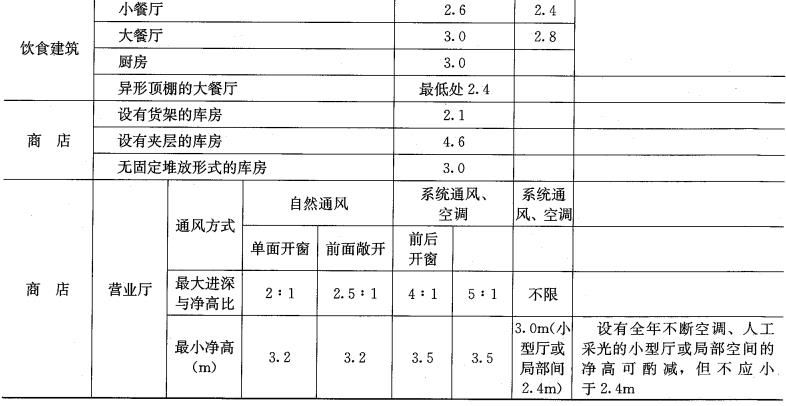 小餐厅 2.6 2.4
饮食建筑 大餐厅 3.0 2.8
厨房 3.0
异形顶棚的大餐厅 最低处 2.4
设有货架的库房 2.1
商 店 设有夹层的库房 4.6
无固定堆放形式的库房 3.0
商 店 营业厅 通风方式 自然通风 系统通风、
空调 系统通
风、空调
单面开窗 前面敞开 前后
开窗
最大进深
与净高比 2∶1 2.5∶1 4∶1 5∶1 不限
最小净高
(m) 3.2 3.2 3.5 3.5 3.0m(小
型厅或
局部间
2.4m)
设有全年不断空调、人工
采光的小型厅或局部空间的
净高可酌减,但不应小
于2.4m